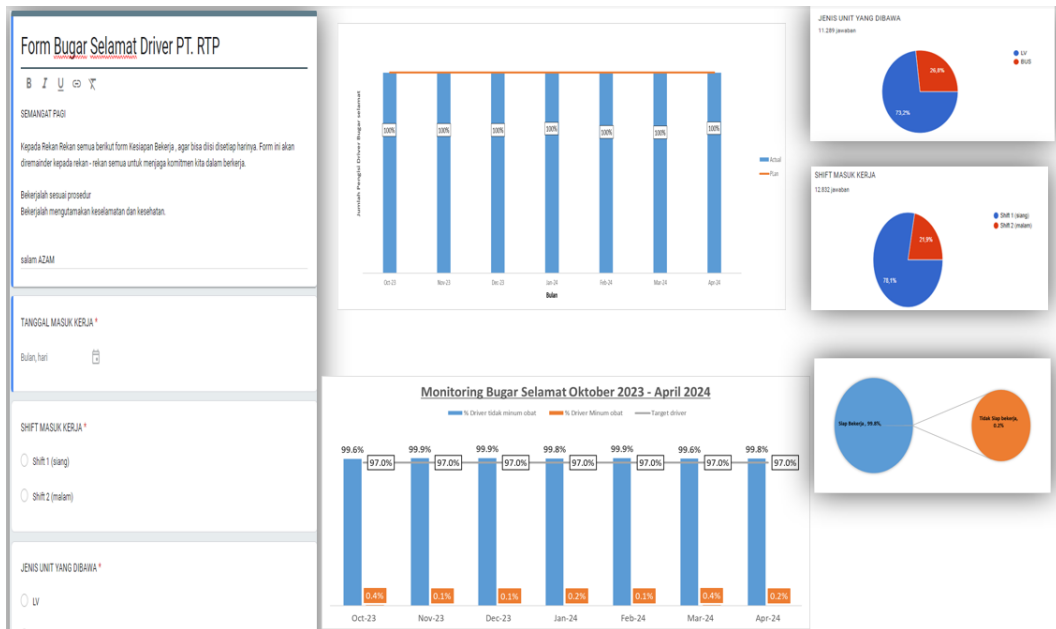 Form Bugar Selamat Driver PT. RTP
B I U
SEMANGAT PAGI
Kepada Rekan Rekan semua berikut form Kesiapan Bekerja , agar bisa diisi disetiap harinya. Form ini akan
diremainder kepada rekan - rekan semua untuk menjaga komitmen kita dalam berkerja.
Bekerjalah sesuai prosedur
Bekerjalah mengutamakan keselamatan dan kesehatan.
salam AZAM
TANGGAL MASUK KERJA *
Bulan, hari
SHIFT MASUK KERJA *
Shift 1 (siang)
Shift 2 (malam)
JENIS UNIT YANG DIBAWA *
LV
Jumlah Pengisi Driver Bugar selamat
100% 100% 100% 100% 100% 100% 100%
Oct-23 Nov-23 Dec-23 Jan-24 Feb-24 Mar-24 Apr-24
Bulan
Actual
Plan
Monitoring Bugar Selamat Oktober 2023 - April 2024
% Driver tidak minum obat % Driver Minum obat Target driver
99.6% 99.9% 99.9% 99.8% 99.9% 99.6% 99.8%
97.0% 97.0% 97.0% 97.0% 97.0% 97.0% 97.0%
0.4% 0.1% 0.1% 0.2% 0.1% 0.4% 0.2%
Oct-23 Nov-23 Dec-23 Jan-24 Feb-24 Mar-24 Apr-24
JENIS UNIT YANG DIBAWA
11.289 jawaban
LV
BUS
26,8%
73,2%
SHIFT MASUK KERJA
12.832 jawaban
Shift 1 (siang)
Shift 2 (malam)
21,9%
78,1%
Siap Bekerja , 99.8%,
Tidak Siap bekerja,
0.2%